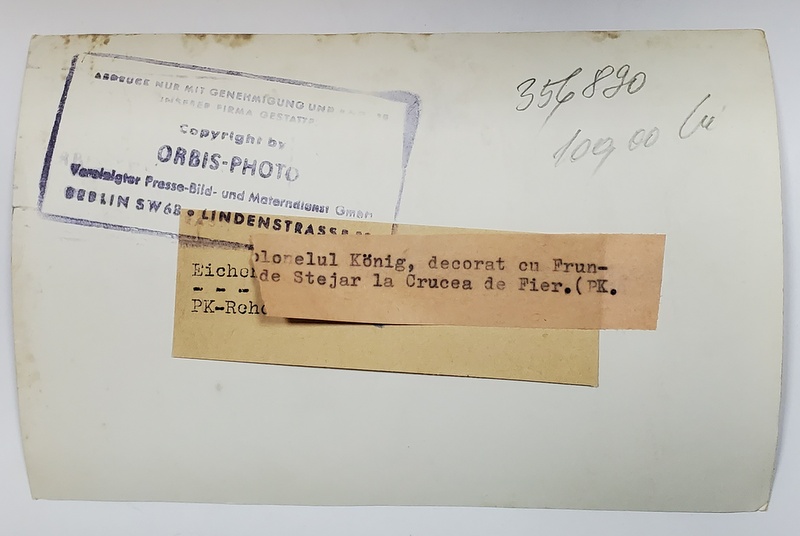 ABDRUCK NUR MIT GENEHMIGUNG UND
UNSERER FIRMA GESTATTET
Copyright by
ORBIS-PHOTO
Vereinigter Presse-Bild- und Materndienst GmbH
BERLIN SW68 • LINDENSTRASSE
356890
109,00 Lei
olonelul König, decorat cu Frun-
de Stejar la Crucea de Fier.(PK.
Eichel
- - -
PK-Roh